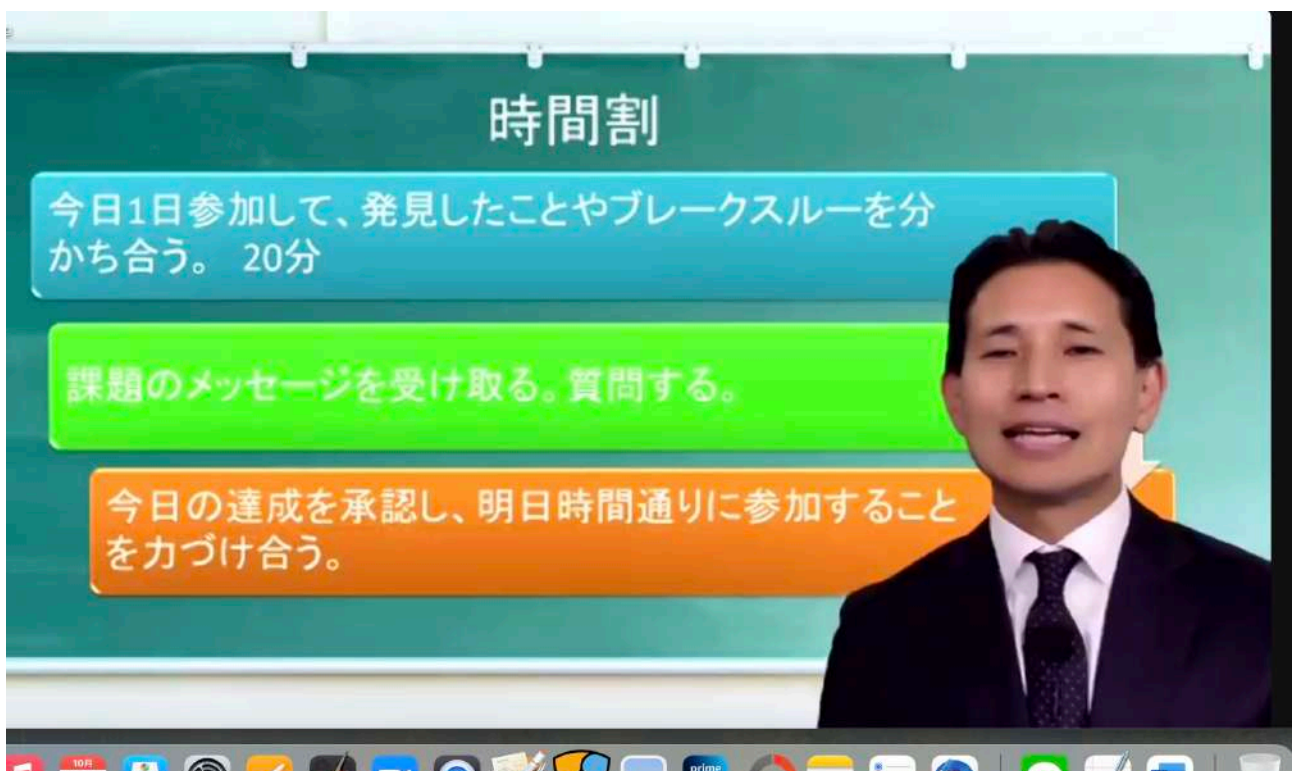 時間割
今日1日参加して、発見したことやブレークスルーを分
かち合う。 20分
課題のメッセージを受け取る。質問する。
今日の達成を承認し、明日時間通りに参加すること
を力づけ合う。
10月
prime